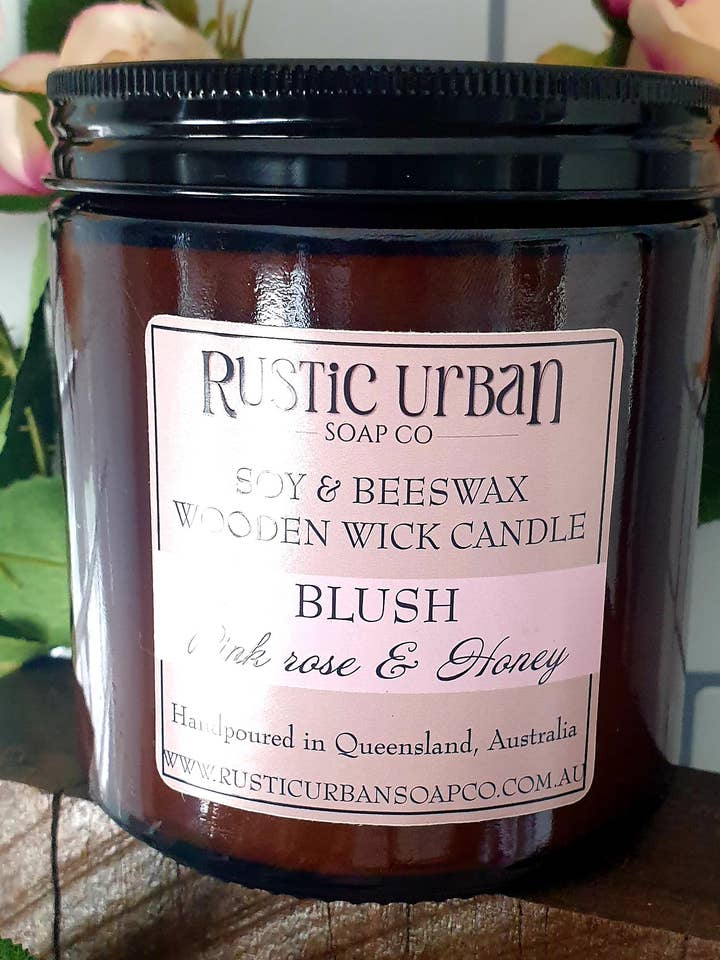 RUSTIC URBAN
SOAP CO
SOY & BEESWAX
WOODEN WICK CANDLE
BLUSH
Pink rose & Honey
Handpoured in Queensland, Australia
WWW.RUSTICURBANSOAPCO.COM.AU